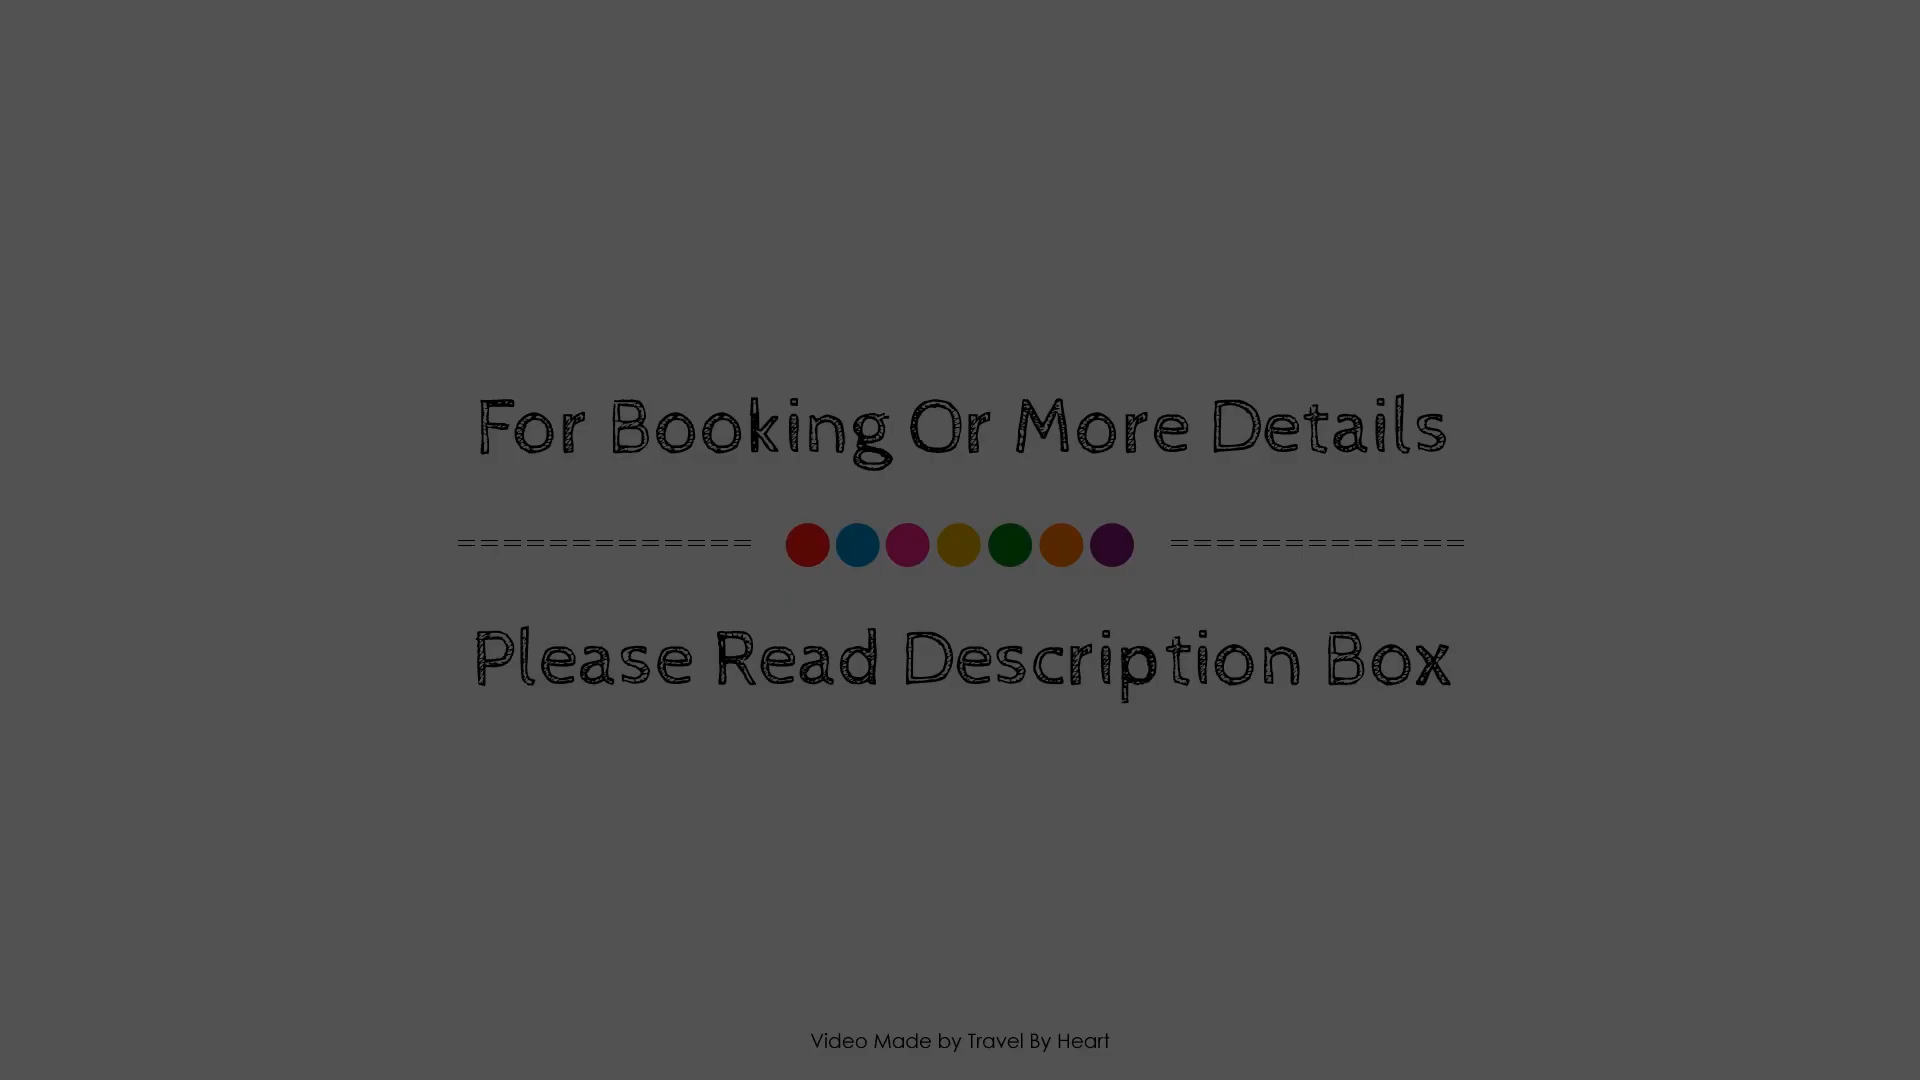 For Booking Or More Details
============= =============
Please Read Description Box
Video Made by Travel By Heart